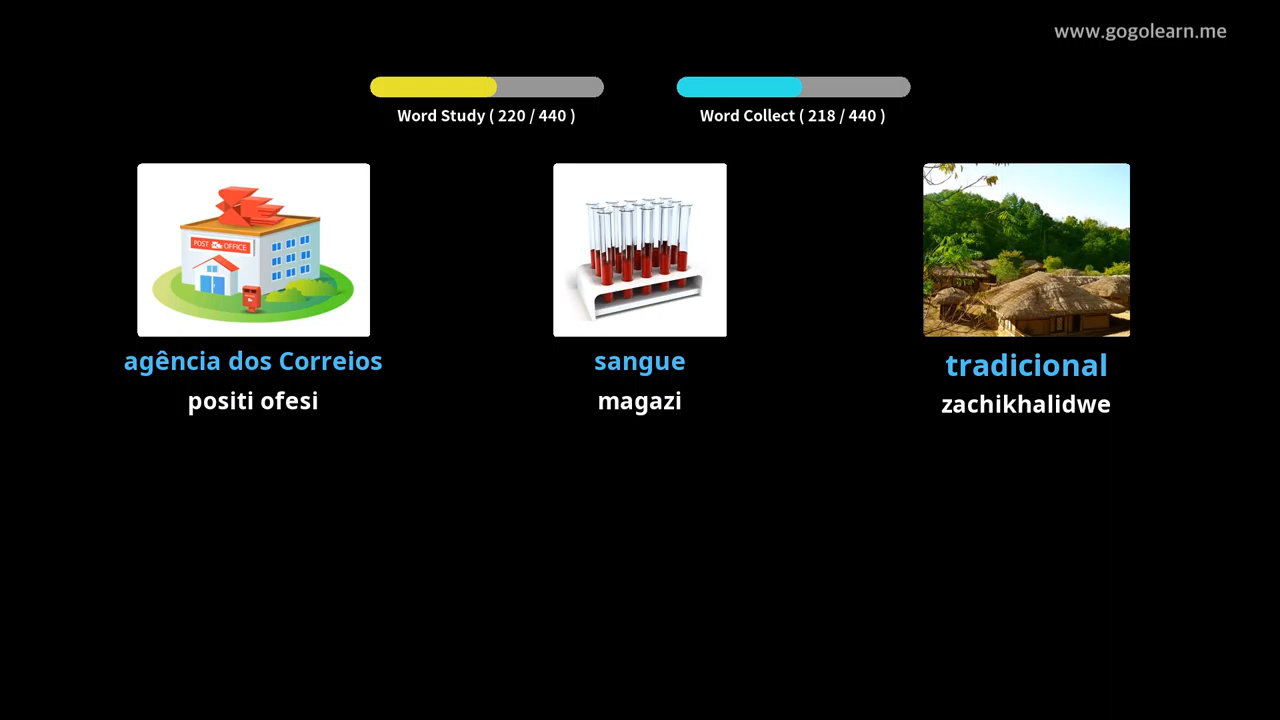 www.gogolearn.me
Word Study ( 220 / 440 )
Word Collect ( 218 / 440 )
POST OFFICE
agência dos Correios
sangue
tradicional
positi ofesi
magazi
zachikhalidwe